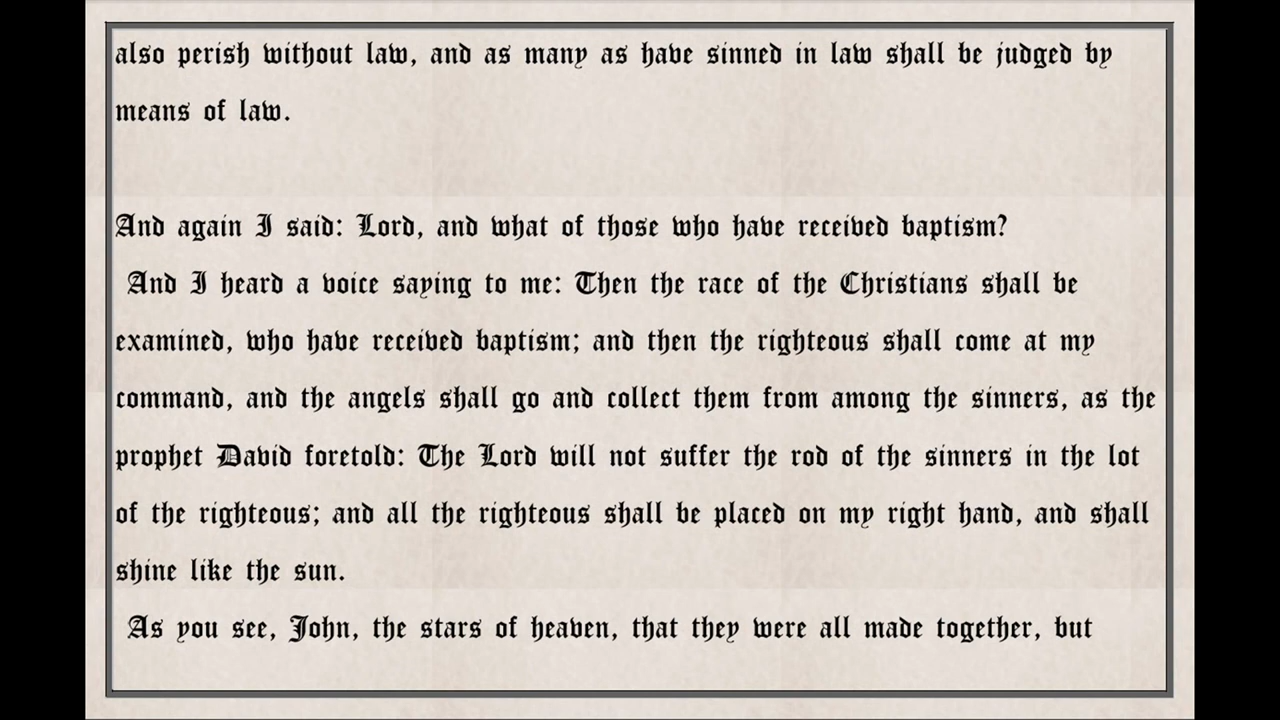 also perish without law, and as many as have sinned in law shall be judged by
means of law.
And again I said: Lord, and what of those who have received baptism?
And I heard a voice saying to me: Then the race of the Christians shall be
examined, who have received baptism; and then the righteous shall come at my
command, and the angels shall go and collect them from among the sinners, as the
prophet David foretold: The Lord will not suffer the rod of the sinners in the lot
of the righteous; and all the righteous shall be placed on my right hand, and shall
shine like the sun.
As you see, John, the stars of heaven, that they were all made together, but